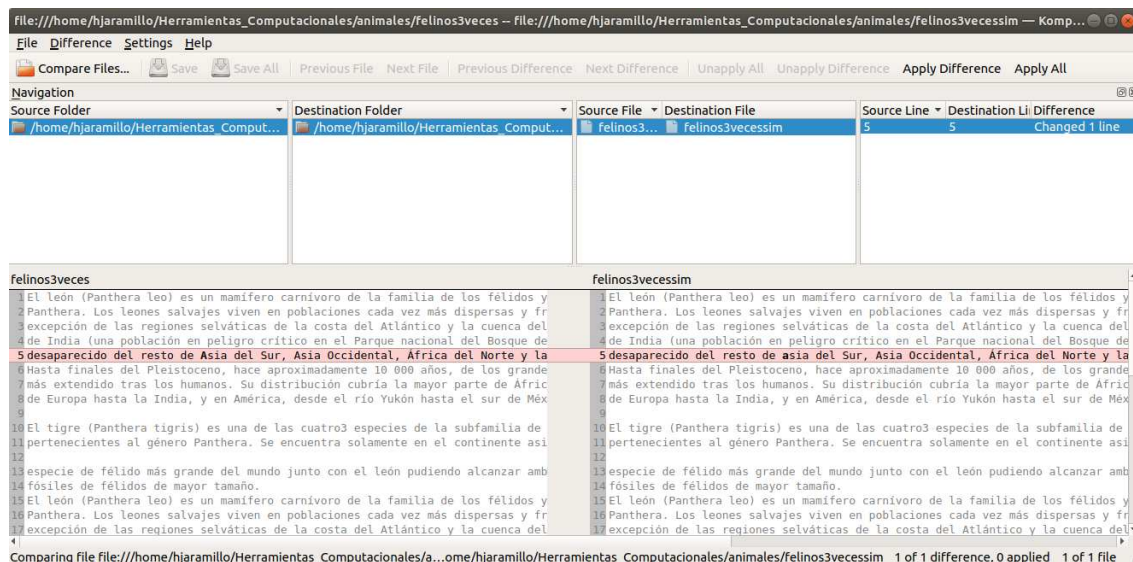 file:///home/hjaramillo/Herramientas_Computacionales/animales/felinos3veces -- file:///home/hjaramillo/Herramientas_Computacionales/animales/felinos3vecessim — Komp...
File Difference Settings Help
Compare Files... Save Save All Previous File Next File Previous Difference Next Difference Unapply All Unapply Difference Apply Difference Apply All
Navigation
Source Folder Destination Folder Source File Destination File Source Line Destination Li Difference
/home/hjaramillo/Herramientas_Comput... /home/hjaramillo/Herramientas_Comput... felinos3... felinos3vecessim 5 5 Changed 1 line
felinos3veces felinos3vecessim
1 El león (Panthera leo) es un mamífero carnívoro de la familia de los félidos y 1 El león (Panthera leo) es un mamífero carnívoro de la familia de los félidos y
2 Panthera. Los leones salvajes viven en poblaciones cada vez más dispersas y fr 2 Panthera. Los leones salvajes viven en poblaciones cada vez más dispersas y fr
3 excepción de las regiones selváticas de la costa del Atlántico y la cuenca del 3 excepción de las regiones selváticas de la costa del Atlántico y la cuenca del
4 de India (una población en peligro crítico en el Parque nacional del Bosque de 4 de India (una población en peligro crítico en el Parque nacional del Bosque de
5 desaparecido del resto de Asia del Sur, Asia Occidental, África del Norte y la 5 desaparecido del resto de asia del Sur, Asia Occidental, África del Norte y la
6 Hasta finales del Pleistoceno, hace aproximadamente 10 000 años, de los grande 6 Hasta finales del Pleistoceno, hace aproximadamente 10 000 años, de los grande
7 más extendido tras los humanos. Su distribución cubría la mayor parte de Áfric 7 más extendido tras los humanos. Su distribución cubría la mayor parte de Áfric
8 de Europa hasta la India, y en América, desde el río Yukón hasta el sur de Méx 8 de Europa hasta la India, y en América, desde el río Yukón hasta el sur de Méx
9 9
10 El tigre (Panthera tigris) es una de las cuatro3 especies de la subfamilia de 10 El tigre (Panthera tigris) es una de las cuatro3 especies de la subfamilia de
11 pertenecientes al género Panthera. Se encuentra solamente en el continente asi 11 pertenecientes al género Panthera. Se encuentra solamente en el continente asi
12 12
13 especie de félido más grande del mundo junto con el león pudiendo alcanzar amb 13 especie de félido más grande del mundo junto con el león pudiendo alcanzar amb
14 fósiles de félidos de mayor tamaño. 14 fósiles de félidos de mayor tamaño.
15 El león (Panthera leo) es un mamífero carnívoro de la familia de los félidos y 15 El león (Panthera leo) es un mamífero carnívoro de la familia de los félidos y
16 Panthera. Los leones salvajes viven en poblaciones cada vez más dispersas y fr 16 Panthera. Los leones salvajes viven en poblaciones cada vez más dispersas y fr
17 excepción de las regiones selváticas de la costa del Atlántico y la cuenca del 17 excepción de las regiones selváticas de la costa del Atlántico y la cuenca del
Comparing file file:///home/hjaramillo/Herramientas_Computacionales/a...ome/hjaramillo/Herramientas_Computacionales/animales/felinos3vecessim 1 of 1 difference, 0 applied 1 of 1 file